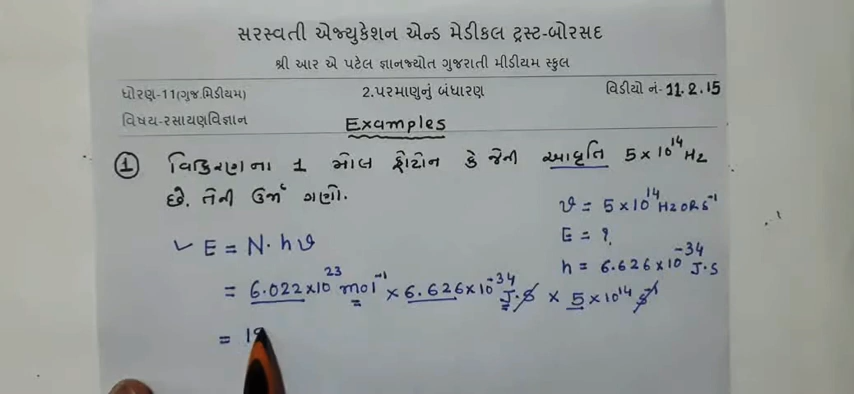 સરસ્વતી એજ્યુકેશન એન્ડ મેડીકલ ટ્રસ્ટ-બોરસદ
શ્રી આર એ પટેલ જ્ઞાનજ્યોત ગુજરાતી મીડીયમ સ્કુલ
ધોરણ-11(ગુજ.મિડીયમ) 2.પરમાણુનું બંધારણ વિડીયો નં-11.2.15
વિષય-રસાયણવિજ્ઞાન Examples
① વિકિરણના 1 મોલ ફોટોન કે જેની આવૃતિ 5×10¹⁴ Hz
છે. તેની ઉર્જા ગણો.
ϑ = 5×10¹⁴ Hz OR S⁻¹
✓ E = N·hϑ E = ?
h = 6.626×10⁻³⁴ J·S
= 6.022×10²³ mol⁻¹ × 6.626×10⁻³⁴ J·S × 5×10¹⁴ S⁻¹
= 19